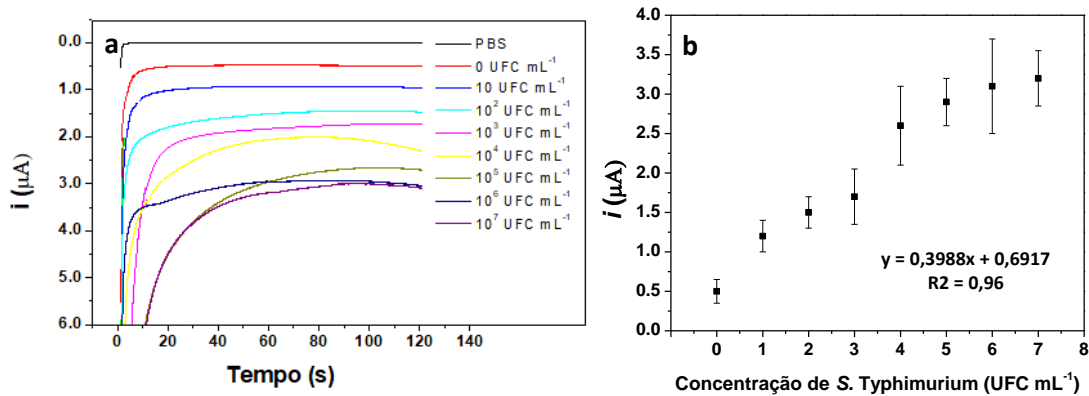 a
0.0
1.0
2.0
3.0
4.0
5.0
6.0
i (μA)
0 20 40 60 80 100 120 140
Tempo (s)
PBS
0 UFC mL⁻¹
10 UFC mL⁻¹
10² UFC mL⁻¹
10³ UFC mL⁻¹
10⁴ UFC mL⁻¹
10⁵ UFC mL⁻¹
10⁶ UFC mL⁻¹
10⁷ UFC mL⁻¹
b
4.0
3.5
3.0
2.5
2.0
1.5
1.0
0.5
0.0
i (μA)
y = 0,3988x + 0,6917
R2 = 0,96
0 1 2 3 4 5 6 7 8
Concentração de S. Typhimurium (UFC mL⁻¹)